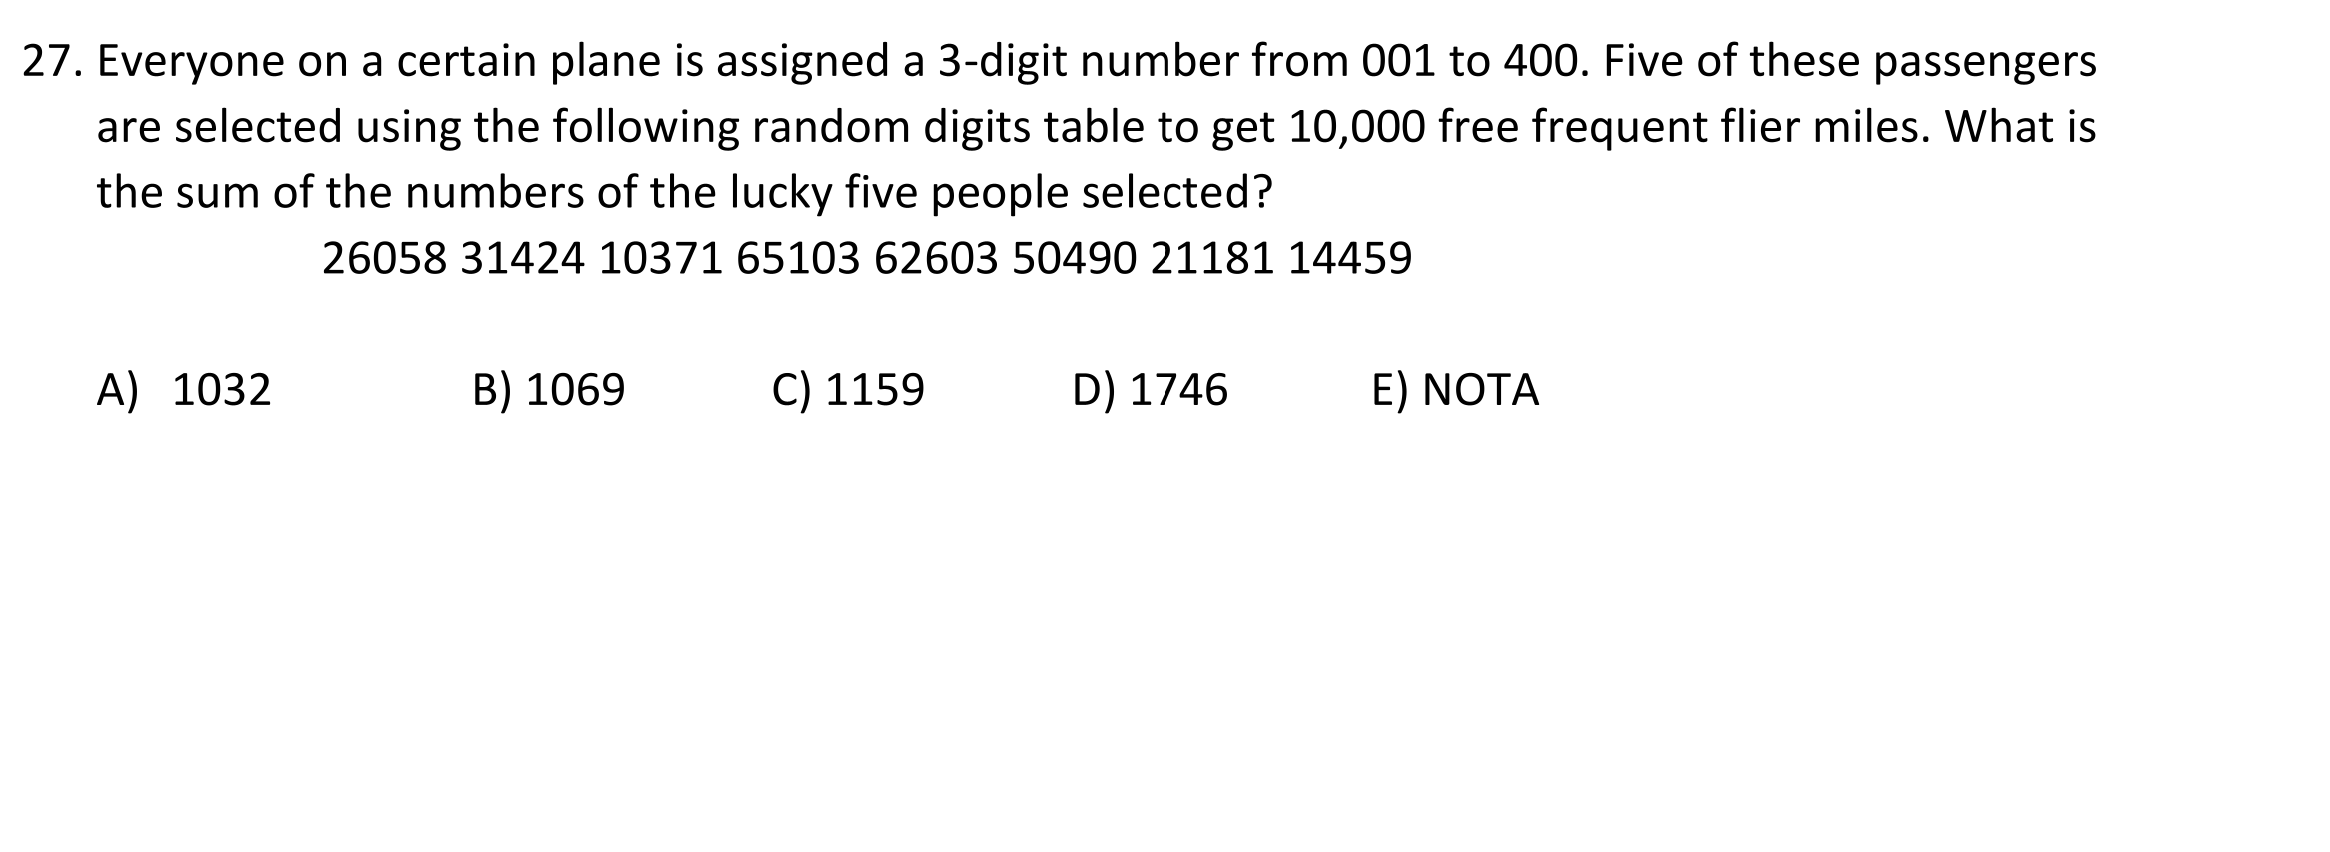 27. Everyone on a certain plane is assigned a 3-digit number from 001 to 400. Five of these passengers
are selected using the following random digits table to get 10,000 free frequent flier miles. What is
the sum of the numbers of the lucky five people selected?
26058 31424 10371 65103 62603 50490 21181 14459
A) 1032 B) 1069 C) 1159 D) 1746 E) NOTA